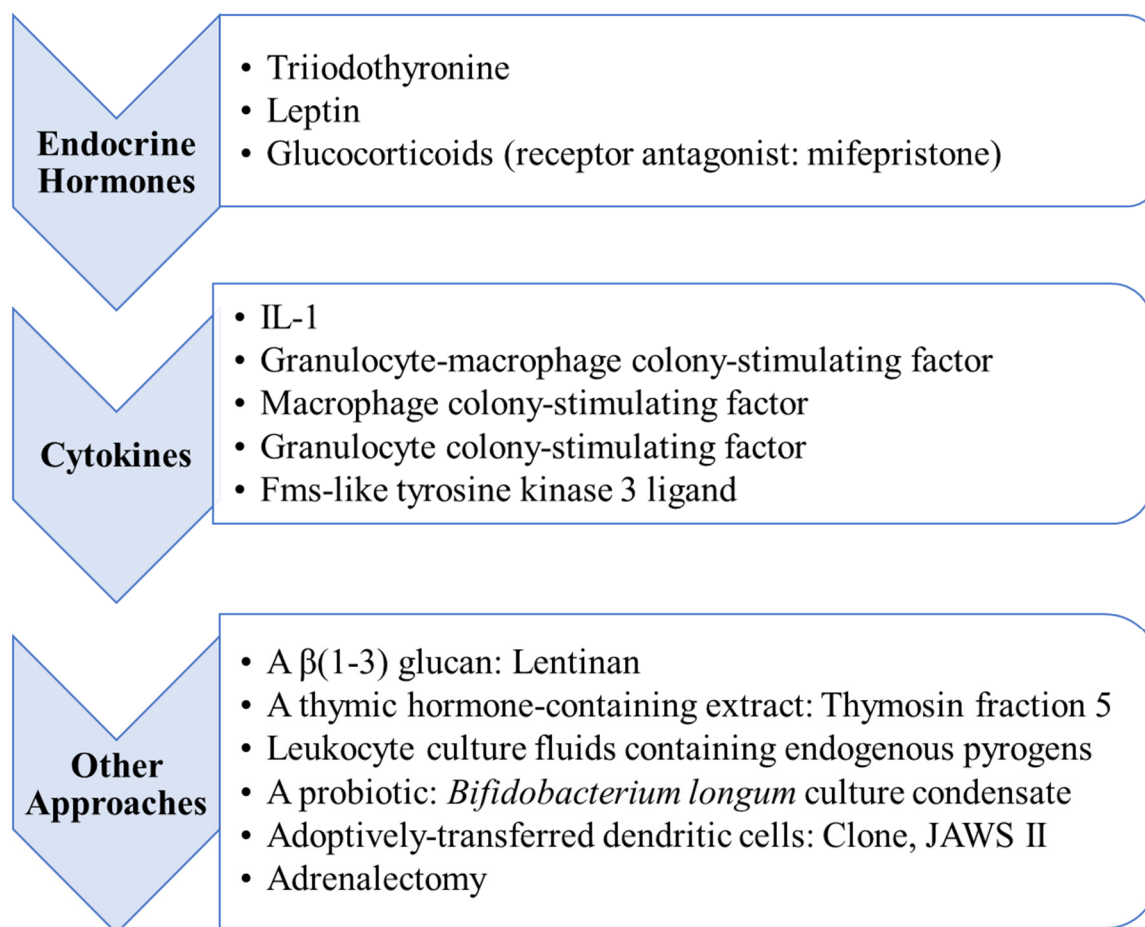 Endocrine
Hormones
• Triiodothyronine
• Leptin
• Glucocorticoids (receptor antagonist: mifepristone)
Cytokines
• IL-1
• Granulocyte-macrophage colony-stimulating factor
• Macrophage colony-stimulating factor
• Granulocyte colony-stimulating factor
• Fms-like tyrosine kinase 3 ligand
Other
Approaches
• A β(1-3) glucan: Lentinan
• A thymic hormone-containing extract: Thymosin fraction 5
• Leukocyte culture fluids containing endogenous pyrogens
• A probiotic: Bifidobacterium longum culture condensate
• Adoptively-transferred dendritic cells: Clone, JAWS II
• Adrenalectomy